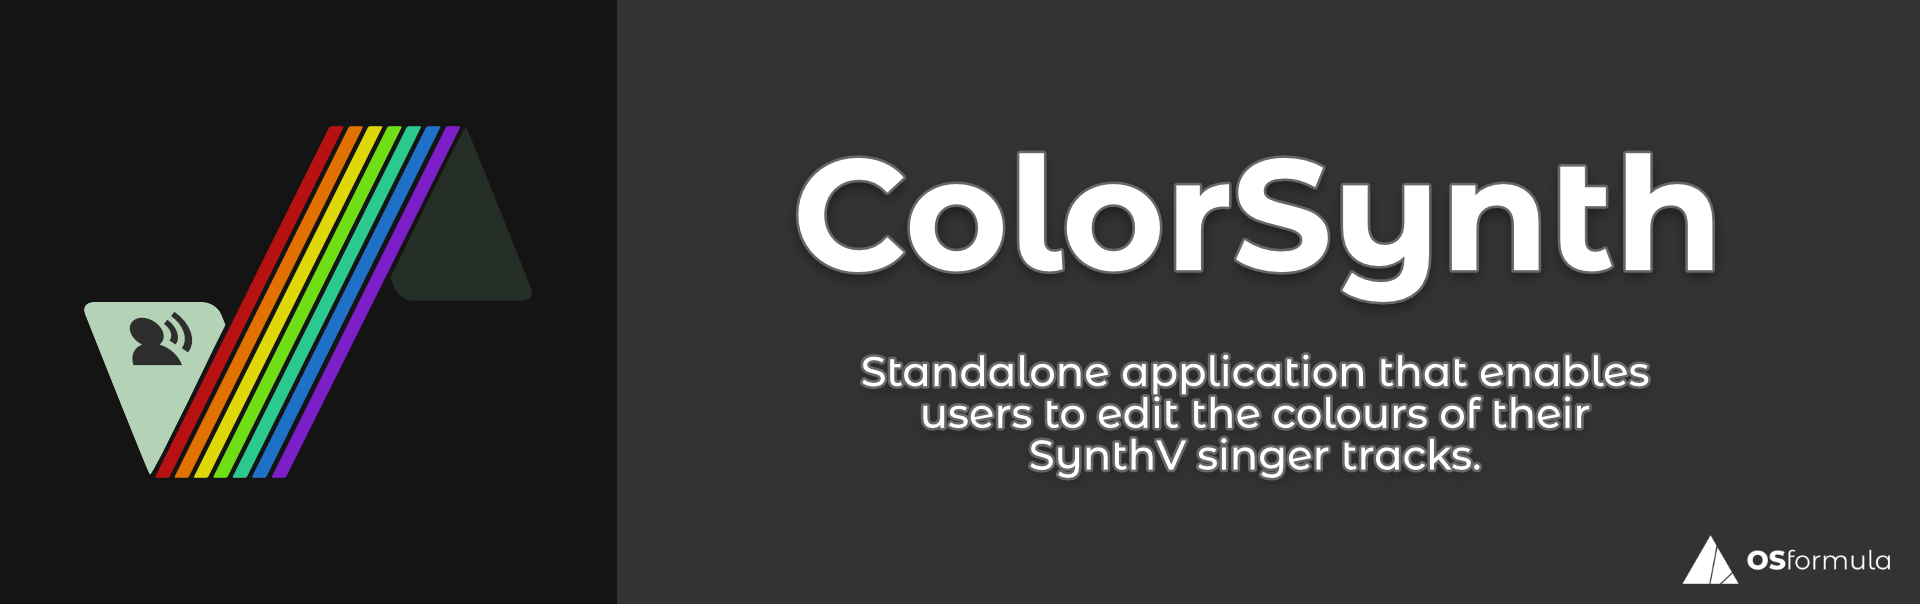 ColorSynth
Standalone application that enables
users to edit the colours of their
SynthV singer tracks.
OSformula